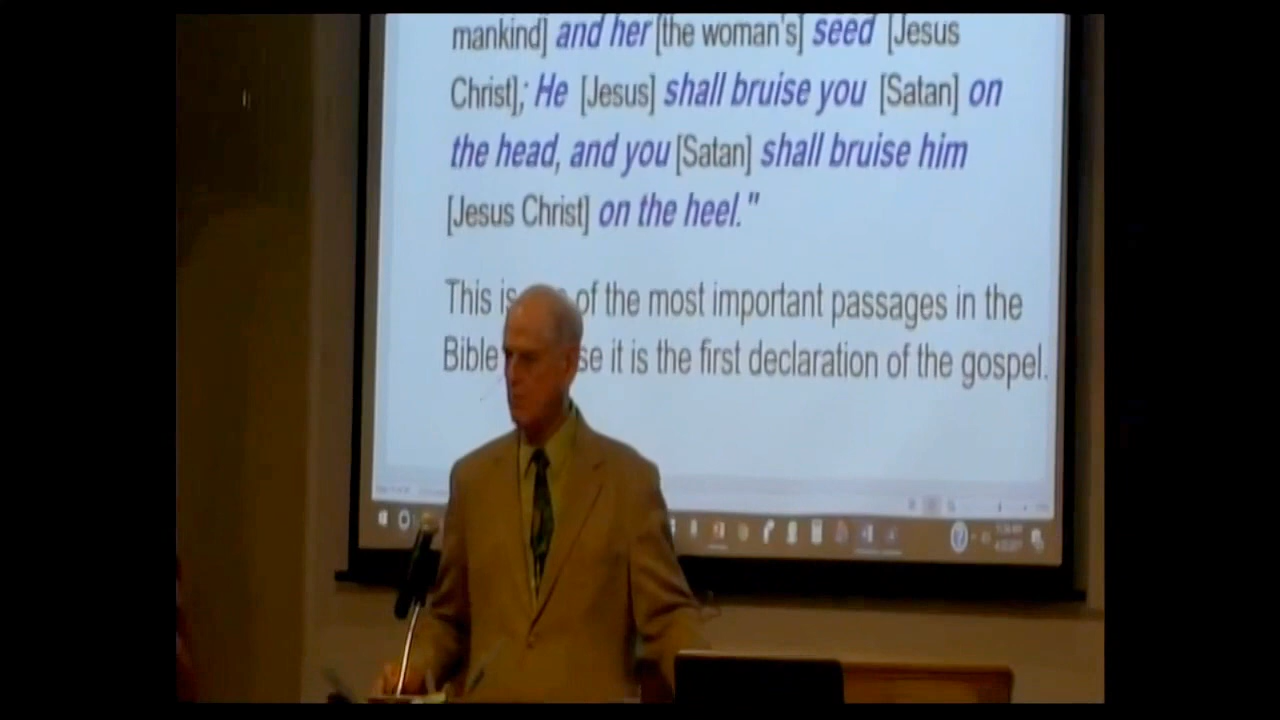 mankind] and her [the woman's] seed [Jesus
Christ]; He [Jesus] shall bruise you [Satan] on
the head, and you [Satan] shall bruise him
[Jesus Christ] on the heel."
This is of the most important passages in the
Bible se it is the first declaration of the gospel.